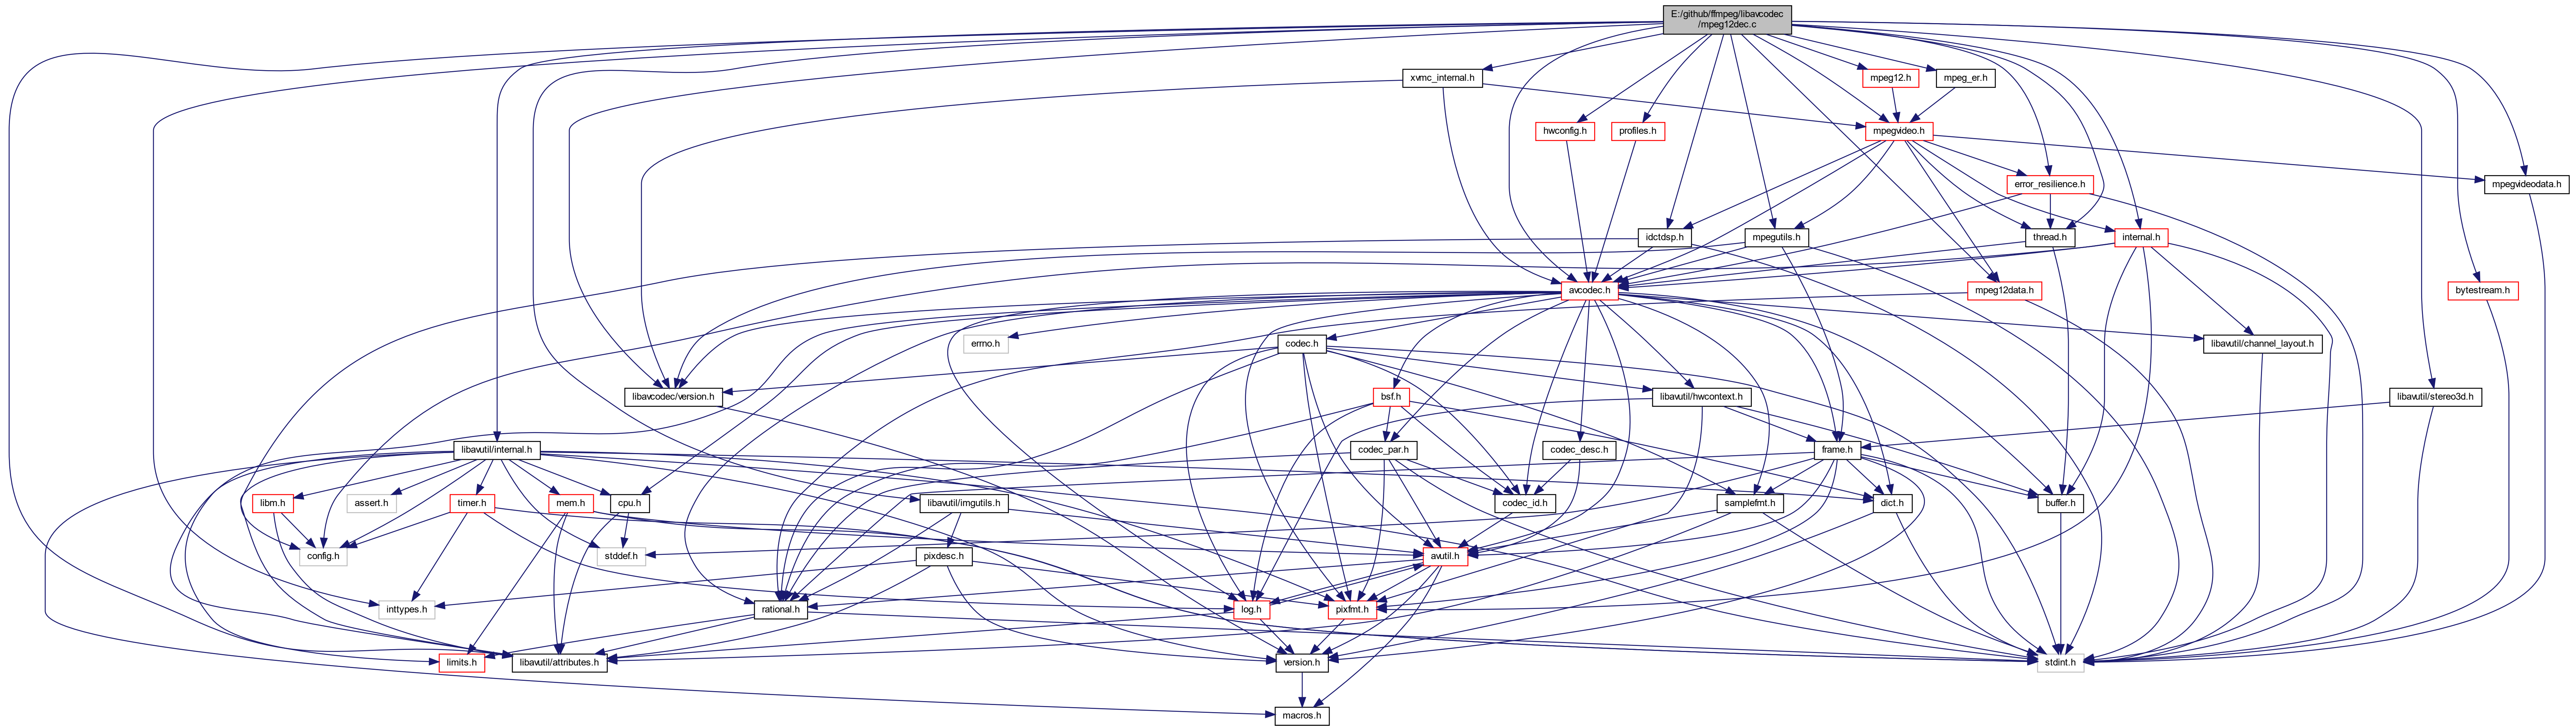 E:/github/ffmpeg/libavcodec
/mpeg12dec.c
xvmc_internal.h
mpeg12.h
mpeg_er.h
hwconfig.h
profiles.h
mpegvideo.h
error_resilience.h
mpegvideodata.h
idctdsp.h
mpegutils.h
thread.h
internal.h
avcodec.h
mpeg12data.h
bytestream.h
errno.h
codec.h
libavutil/channel_layout.h
libavcodec/version.h
bsf.h
libavutil/hwcontext.h
libavutil/stereo3d.h
libavutil/internal.h
codec_par.h
codec_desc.h
frame.h
libm.h
assert.h
timer.h
mem.h
cpu.h
libavutil/imgutils.h
codec_id.h
samplefmt.h
dict.h
buffer.h
config.h
stddef.h
pixdesc.h
avutil.h
inttypes.h
rational.h
log.h
pixfmt.h
limits.h
libavutil/attributes.h
version.h
stdint.h
macros.h